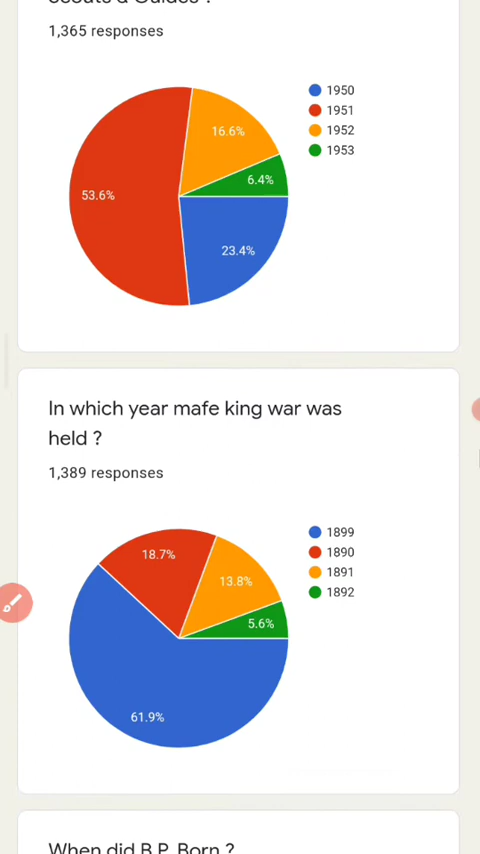 Scouts & Guides ?
1,365 responses
1950
1951
1952
1953
16.6%
6.4%
53.6%
23.4%
In which year mafe king war was
held ?
1,389 responses
1899
1890
1891
1892
18.7%
13.8%
5.6%
61.9%
When did B.P. Born ?